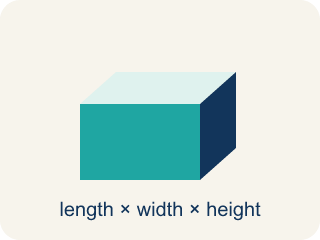 length × width × height